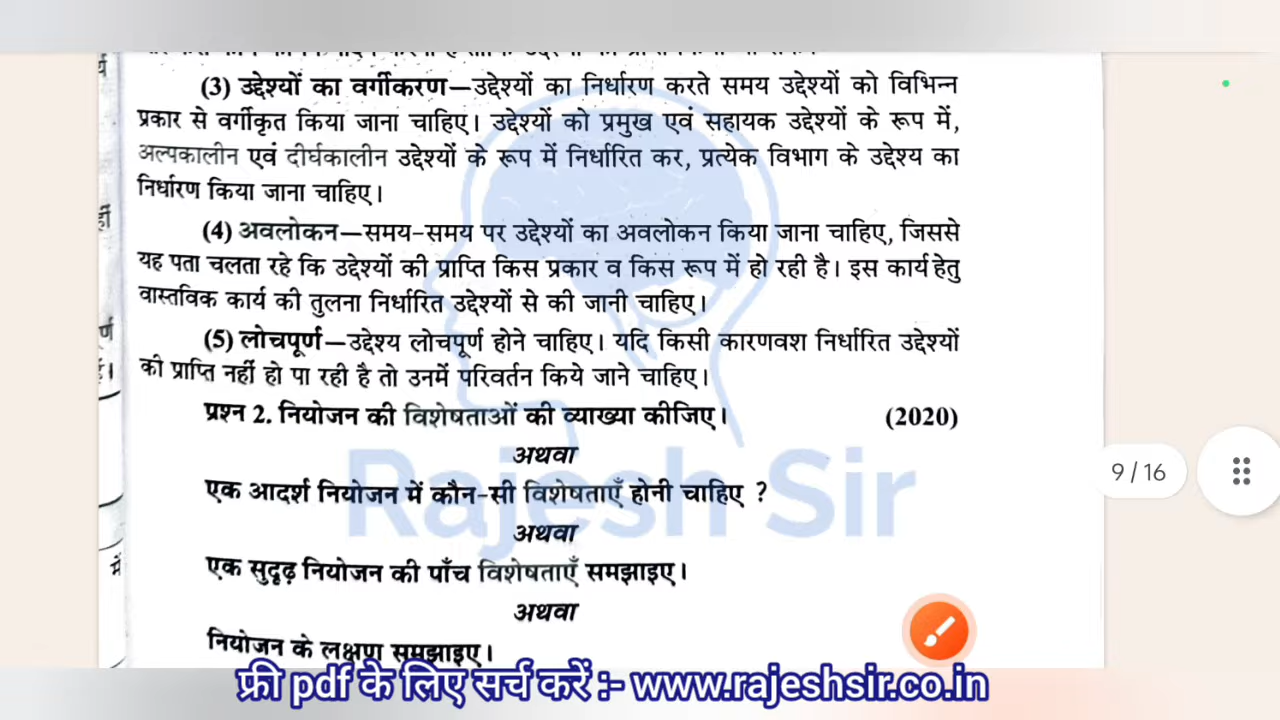 (3) उद्देश्यों का वर्गीकरण—उद्देश्यों का निर्धारण करते समय उद्देश्यों को विभिन्न
प्रकार से वर्गीकृत किया जाना चाहिए। उद्देश्यों को प्रमुख एवं सहायक उद्देश्यों के रूप में,
अल्पकालीन एवं दीर्घकालीन उद्देश्यों के रूप में निर्धारित कर, प्रत्येक विभाग के उद्देश्य का
निर्धारण किया जाना चाहिए।
(4) अवलोकन—समय-समय पर उद्देश्यों का अवलोकन किया जाना चाहिए, जिससे
यह पता चलता रहे कि उद्देश्यों की प्राप्ति किस प्रकार व किस रूप में हो रही है। इस कार्य हेतु
वास्तविक कार्य की तुलना निर्धारित उद्देश्यों से की जानी चाहिए।
(5) लोचपूर्ण—उद्देश्य लोचपूर्ण होने चाहिए। यदि किसी कारणवश निर्धारित उद्देश्यों
की प्राप्ति नहीं हो पा रही है तो उनमें परिवर्तन किये जाने चाहिए।
प्रश्न 2. नियोजन की विशेषताओं की व्याख्या कीजिए। (2020)
अथवा
Rajesh Sir
एक आदर्श नियोजन में कौन-सी विशेषताएँ होनी चाहिए ?
9 / 16
अथवा
एक सुदृढ़ नियोजन की पाँच विशेषताएँ समझाइए।
में
अथवा
नियोजन के लक्षण समझाइए।
फ्री pdf के लिए सर्च करें :- www.rajeshsir.co.in